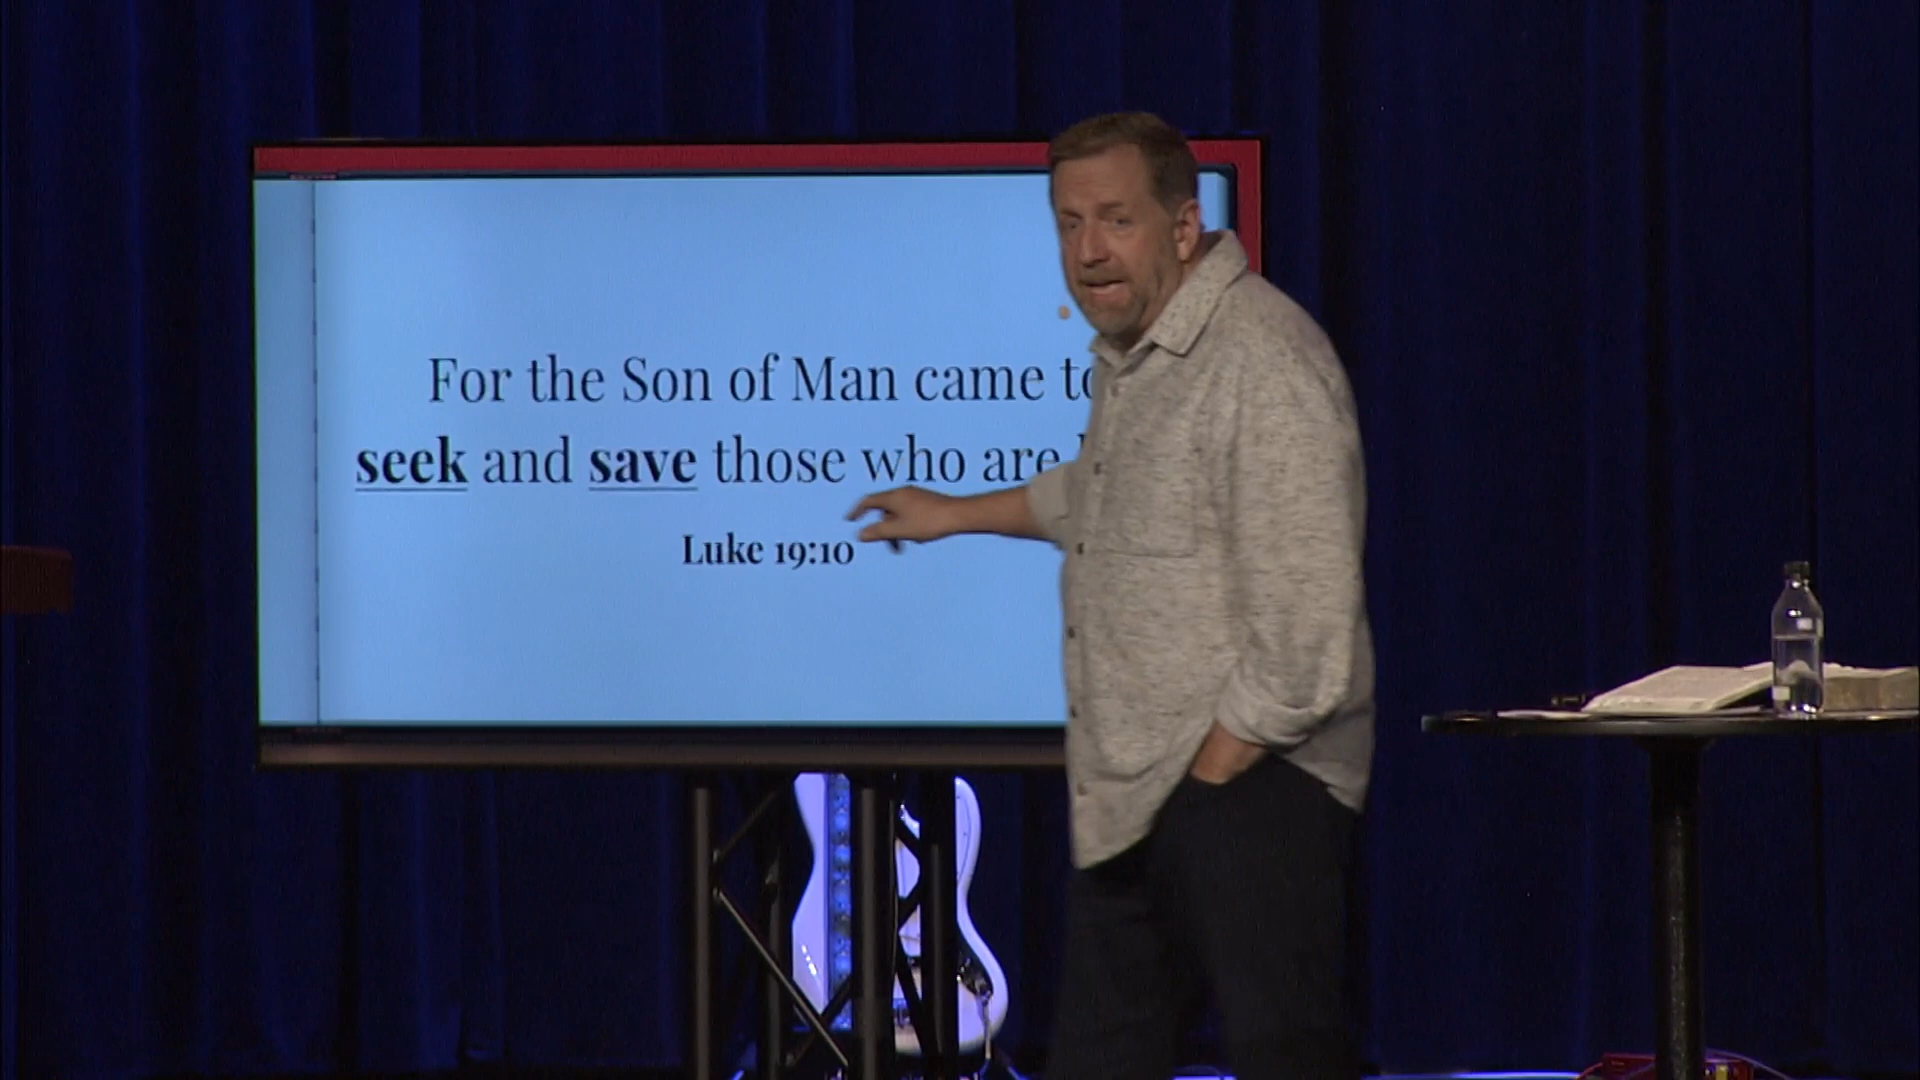 For the Son of Man came to
seek and save those who are
Luke 19:10